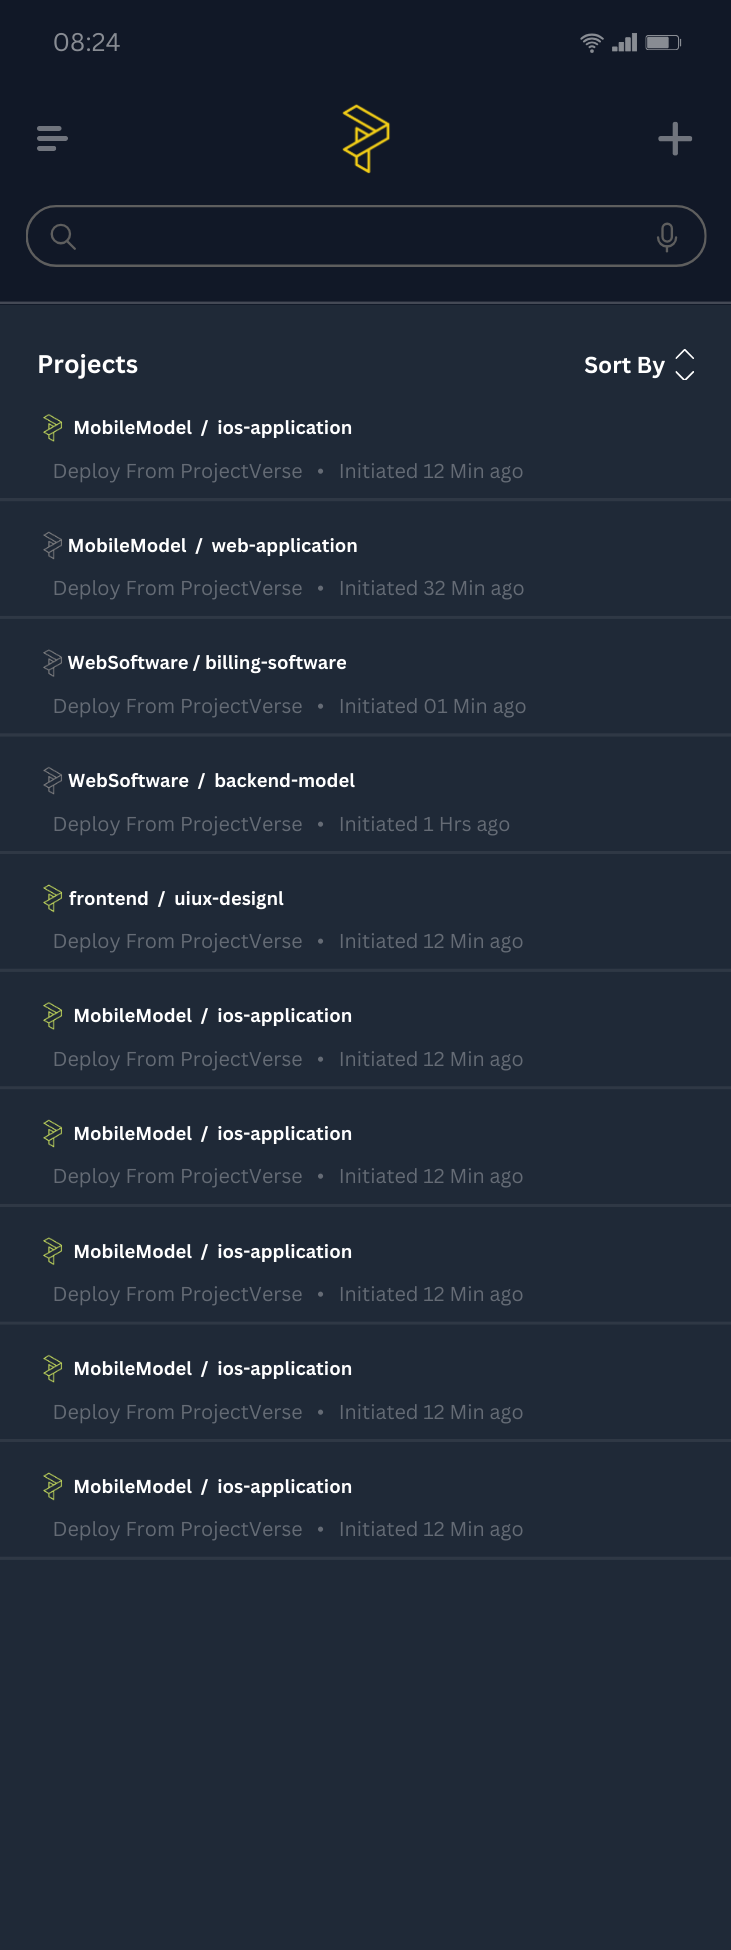 08:24
Projects
Sort By
MobileModel / ios-application
Deploy From ProjectVerse • Initiated 12 Min ago
MobileModel / web-application
Deploy From ProjectVerse • Initiated 32 Min ago
WebSoftware / billing-software
Deploy From ProjectVerse • Initiated 01 Min ago
WebSoftware / backend-model
Deploy From ProjectVerse • Initiated 1 Hrs ago
frontend / uiux-designl
Deploy From ProjectVerse • Initiated 12 Min ago
MobileModel / ios-application
Deploy From ProjectVerse • Initiated 12 Min ago
MobileModel / ios-application
Deploy From ProjectVerse • Initiated 12 Min ago
MobileModel / ios-application
Deploy From ProjectVerse • Initiated 12 Min ago
MobileModel / ios-application
Deploy From ProjectVerse • Initiated 12 Min ago
MobileModel / ios-application
Deploy From ProjectVerse • Initiated 12 Min ago